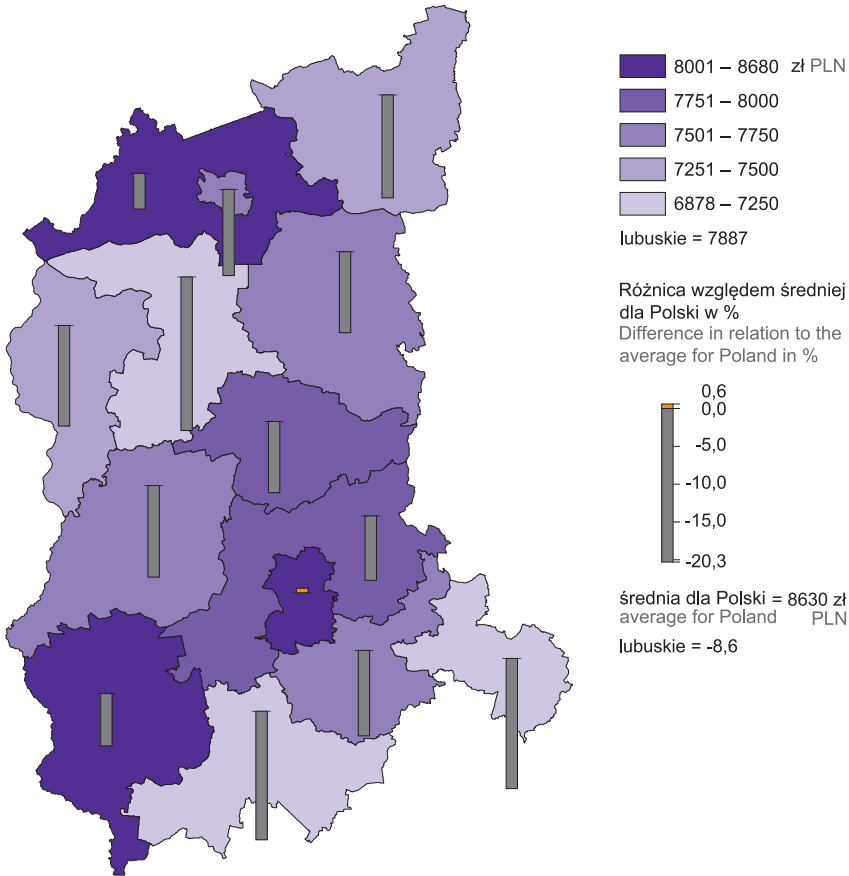 8001 – 8680 zł PLN
7751 – 8000
7501 – 7750
7251 – 7500
6878 – 7250
lubuskie = 7887
Różnica względem średniej
dla Polski w %
Difference in relation to the
average for Poland in %
0,6
0,0
-5,0
-10,0
-15,0
-20,3
średnia dla Polski = 8630 zł
average for Poland PLN
lubuskie = -8,6